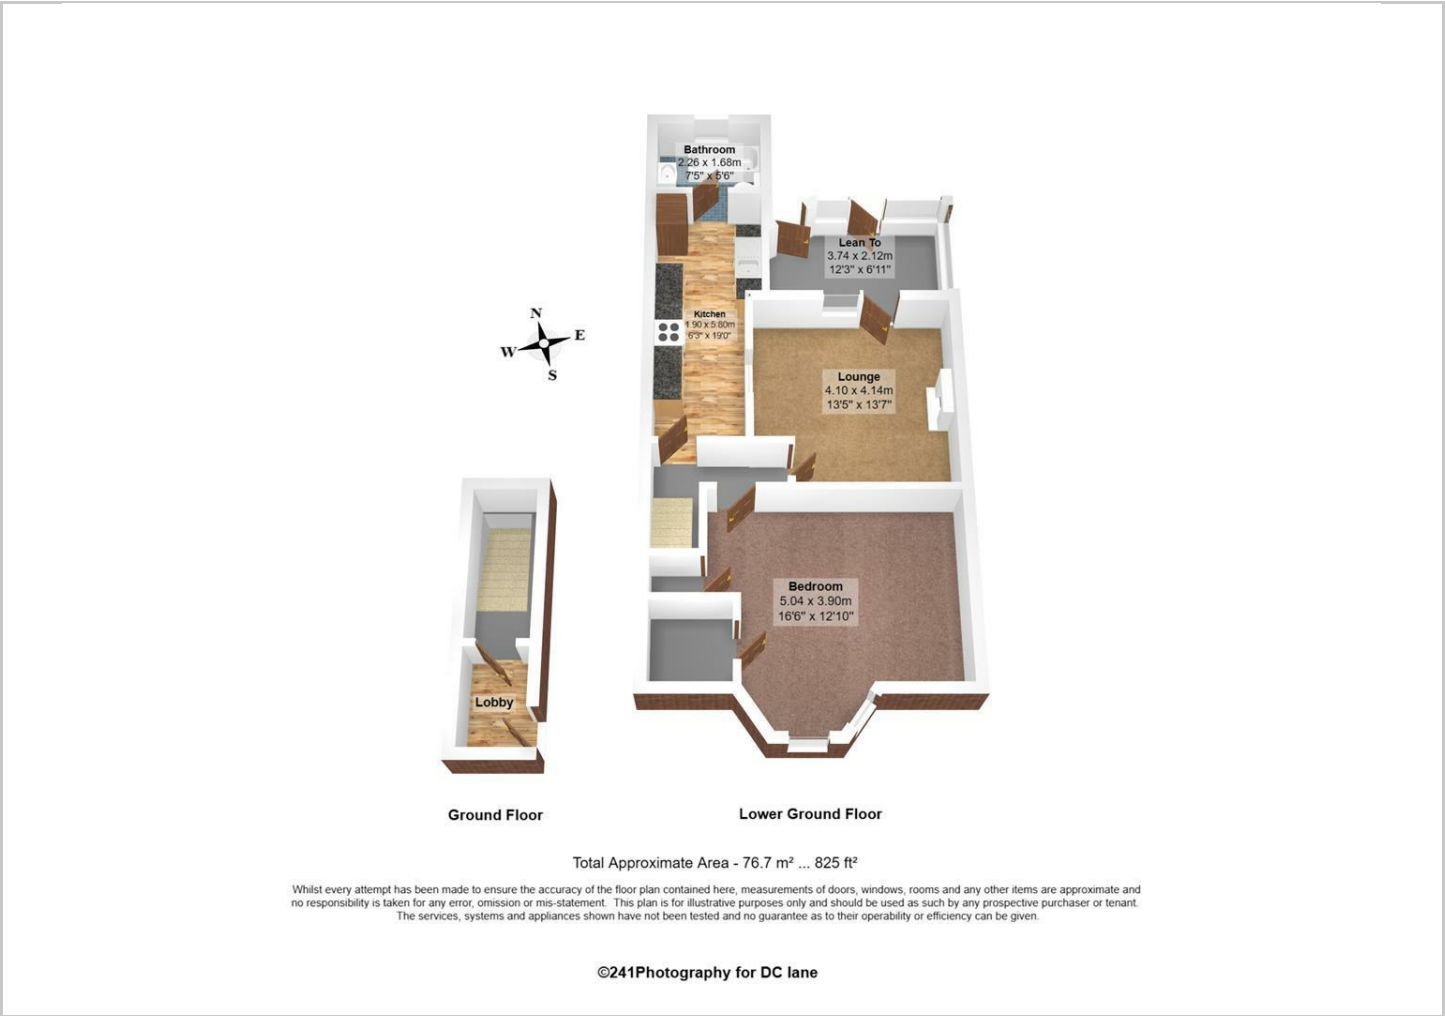 Bathroom
2.26 x 1.68m
7'5" x 5'6"
Lean To
3.74 x 2.12m
12'3" x 6'11"
N
W
E
S
Kitchen
1.90 x 5.80m
6'3" x 19'0"
Lounge
4.10 x 4.14m
13'5" x 13'7"
Bedroom
5.04 x 3.90m
16'6" x 12'10"
Lobby
Ground Floor
Lower Ground Floor
Total Approximate Area - 76.7 m² ... 825 ft²
Whilst every attempt has been made to ensure the accuracy of the floor plan contained here, measurements of doors, windows, rooms and any other items are approximate and
no responsibility is taken for any error, omission or mis-statement. This plan is for illustrative purposes only and should be used as such by any prospective purchaser or tenant.
The services, systems and appliances shown have not been tested and no guarantee as to their operability or efficiency can be given.
©241Photography for DC lane